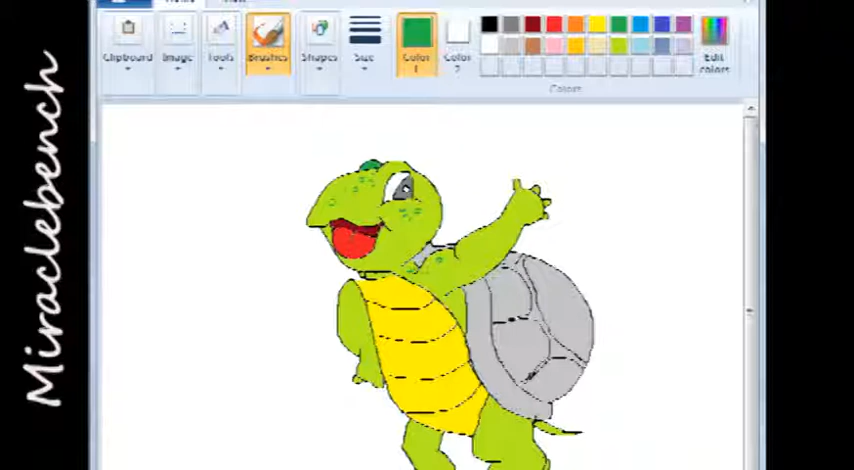 Miraclebench
Clipboard
Image
Tools
Brushes
Shapes
Size
Color
1
Color
2
Edit
colors
Colors